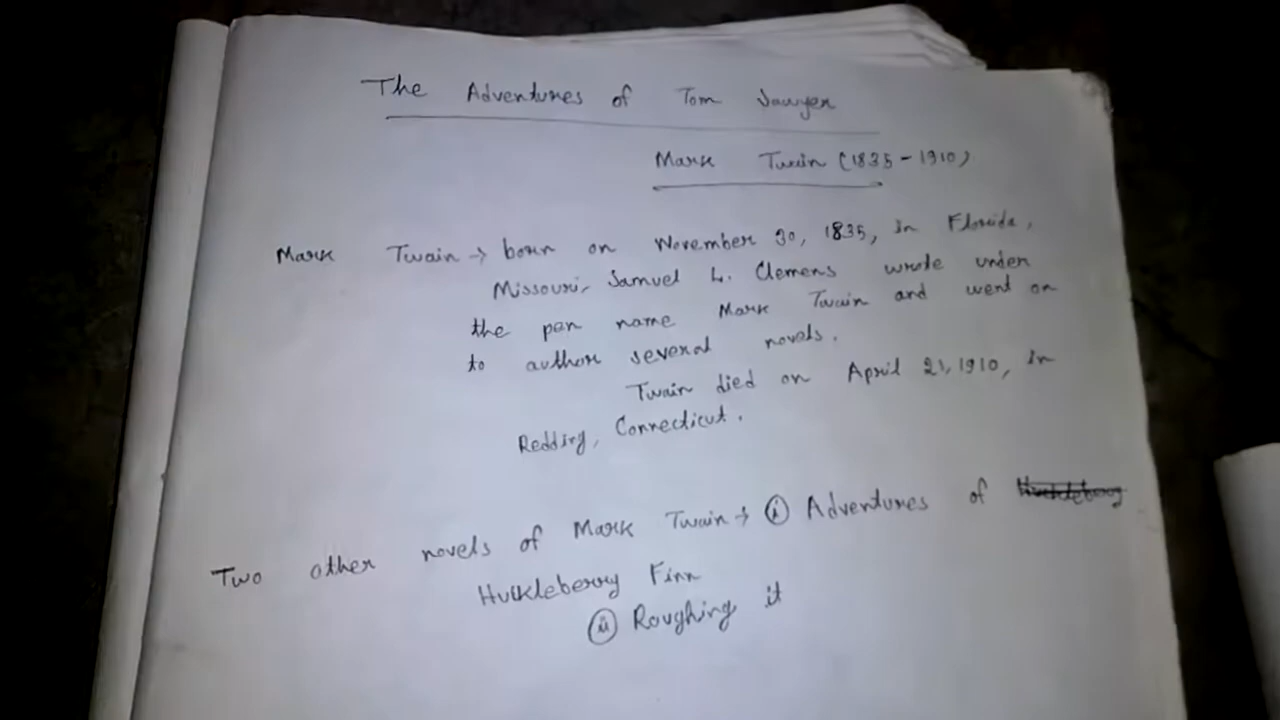 The Adventures of Tom Sawyer
Mark Twain (1835-1910)
Mark Twain → born on November 30, 1835, in Florida,
Missouri, Samuel L. Clemens wrote under
the pen name Mark Twain and went on
to author several novels.
Twain died on April 21, 1910, in
Redding, Connecticut.
Two other novels of Mark Twain → (i) Adventures of
Huckleberry Finn
(ii) Roughing it